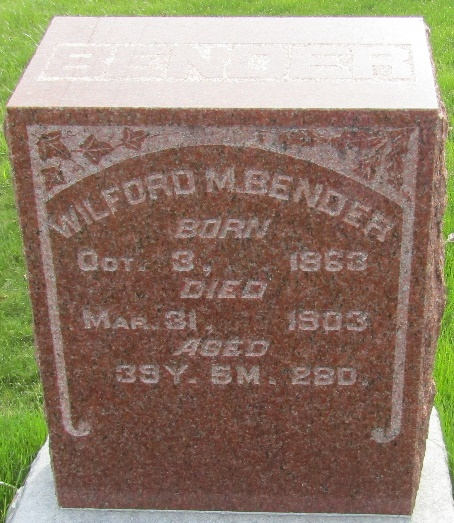 BENDER
WILFORD M. BENDER
BORN
OCT. 3, 1863
DIED
MAR. 31, 1903
AGED
39Y. 5M. 28D.